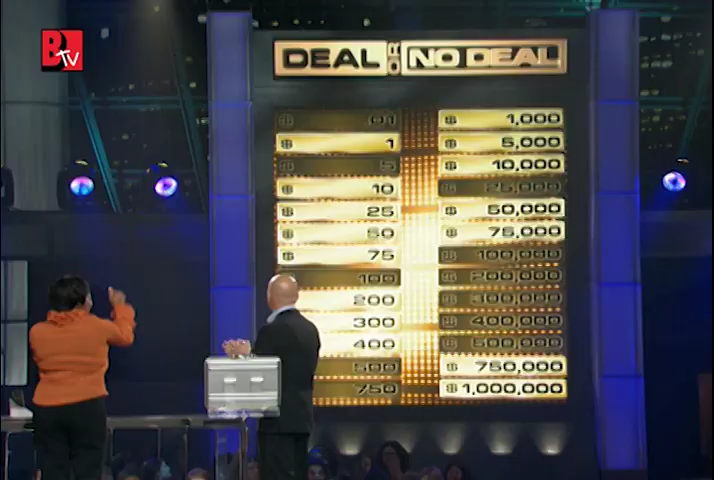 B TV
DEAL OR NO DEAL
$ .01 $ 1,000
$ 1 $ 5,000
$ 5 $ 10,000
$ 10 $ 25,000
$ 25 $ 50,000
$ 50 $ 75,000
$ 75 $ 100,000
$ 100 $ 200,000
$ 200 $ 300,000
$ 300 $ 400,000
$ 400 $ 500,000
$ 500 $ 750,000
$ 750 $ 1,000,000